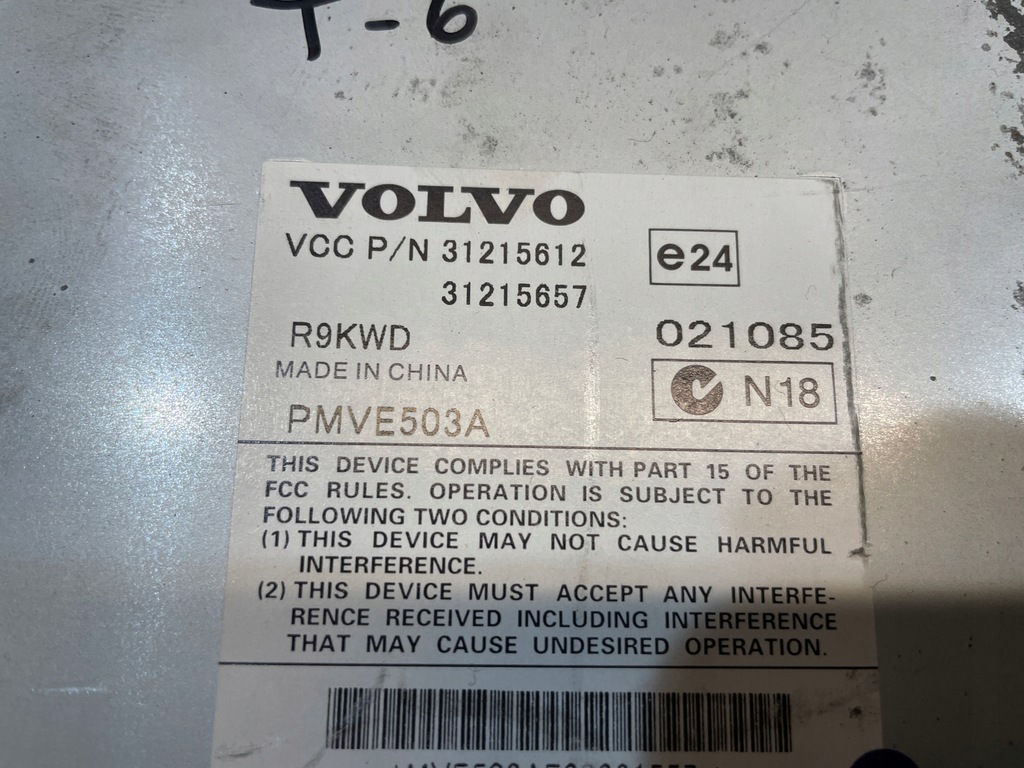 T-6
VOLVO
VCC P/N 31215612
e24
31215657
R9KWD
021085
MADE IN CHINA
N18
PMVE503A
THIS DEVICE COMPLIES WITH PART 15 OF THE
FCC RULES. OPERATION IS SUBJECT TO THE
FOLLOWING TWO CONDITIONS:
(1) THIS DEVICE MAY NOT CAUSE HARMFUL
INTERFERENCE.
(2) THIS DEVICE MUST ACCEPT ANY INTERFE-
RENCE RECEIVED INCLUDING INTERFERENCE
THAT MAY CAUSE UNDESIRED OPERATION.